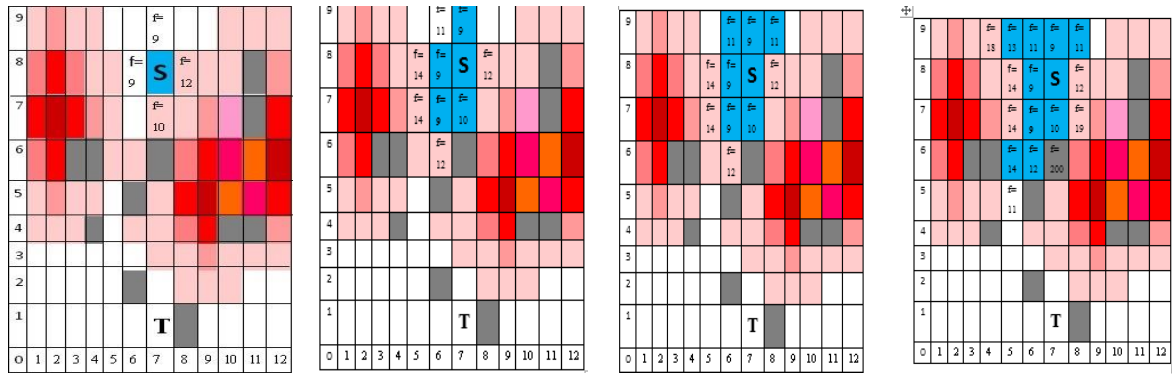 9 f=
9
8 f= S f=
9 12
7 f=
10
6
5
4
3
2
1 T
0 1 2 3 4 5 6 7 8 9 10 11 12
9 f= f=
11 9
8 f= f= S f=
14 9 12
7 f= f= f=
14 9 10
6 f=
12
5
4
3
2
1 T
0 1 2 3 4 5 6 7 8 9 10 11 12
9 f= f= f=
11 9 11
8 f= f= S f=
14 9 12
7 f= f= f=
14 9 10
6 f=
12
5
4
3
2
1 T
0 1 2 3 4 5 6 7 8 9 10 11 12
9 f= f= f= f= f=
18 15 11 9 11
8 f= f= S f=
14 9 12
7 f= f= f= f=
14 9 10 19
6 f= f= f=
14 12 200
5 f=
11
4
3
2
1 T
0 1 2 3 4 5 6 7 8 9 10 11 12